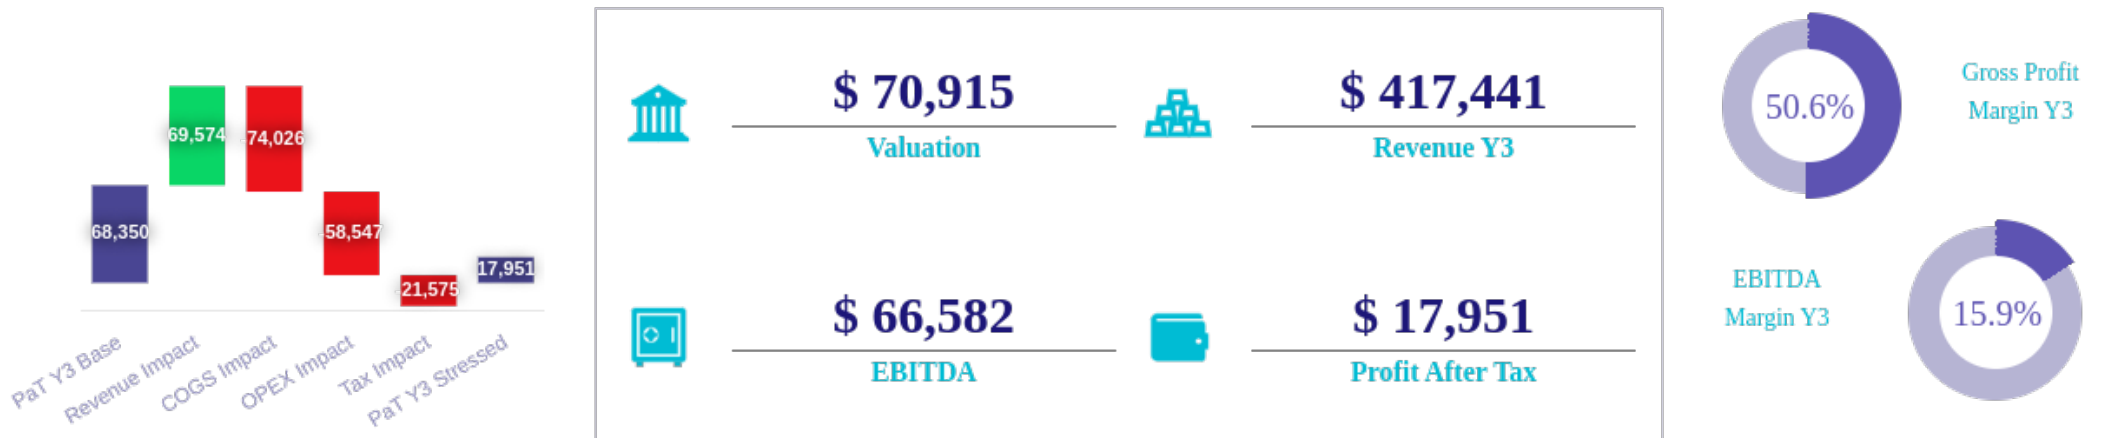 68,350
69,574
-74,026
-58,547
-21,575
17,951
PaT Y3 Base
Revenue Impact
COGS Impact
OPEX Impact
Tax Impact
PaT Y3 Stressed
$ 70,915
Valuation
$ 417,441
Revenue Y3
$ 66,582
EBITDA
$ 17,951
Profit After Tax
50.6%
Gross Profit
Margin Y3
EBITDA
Margin Y3
15.9%